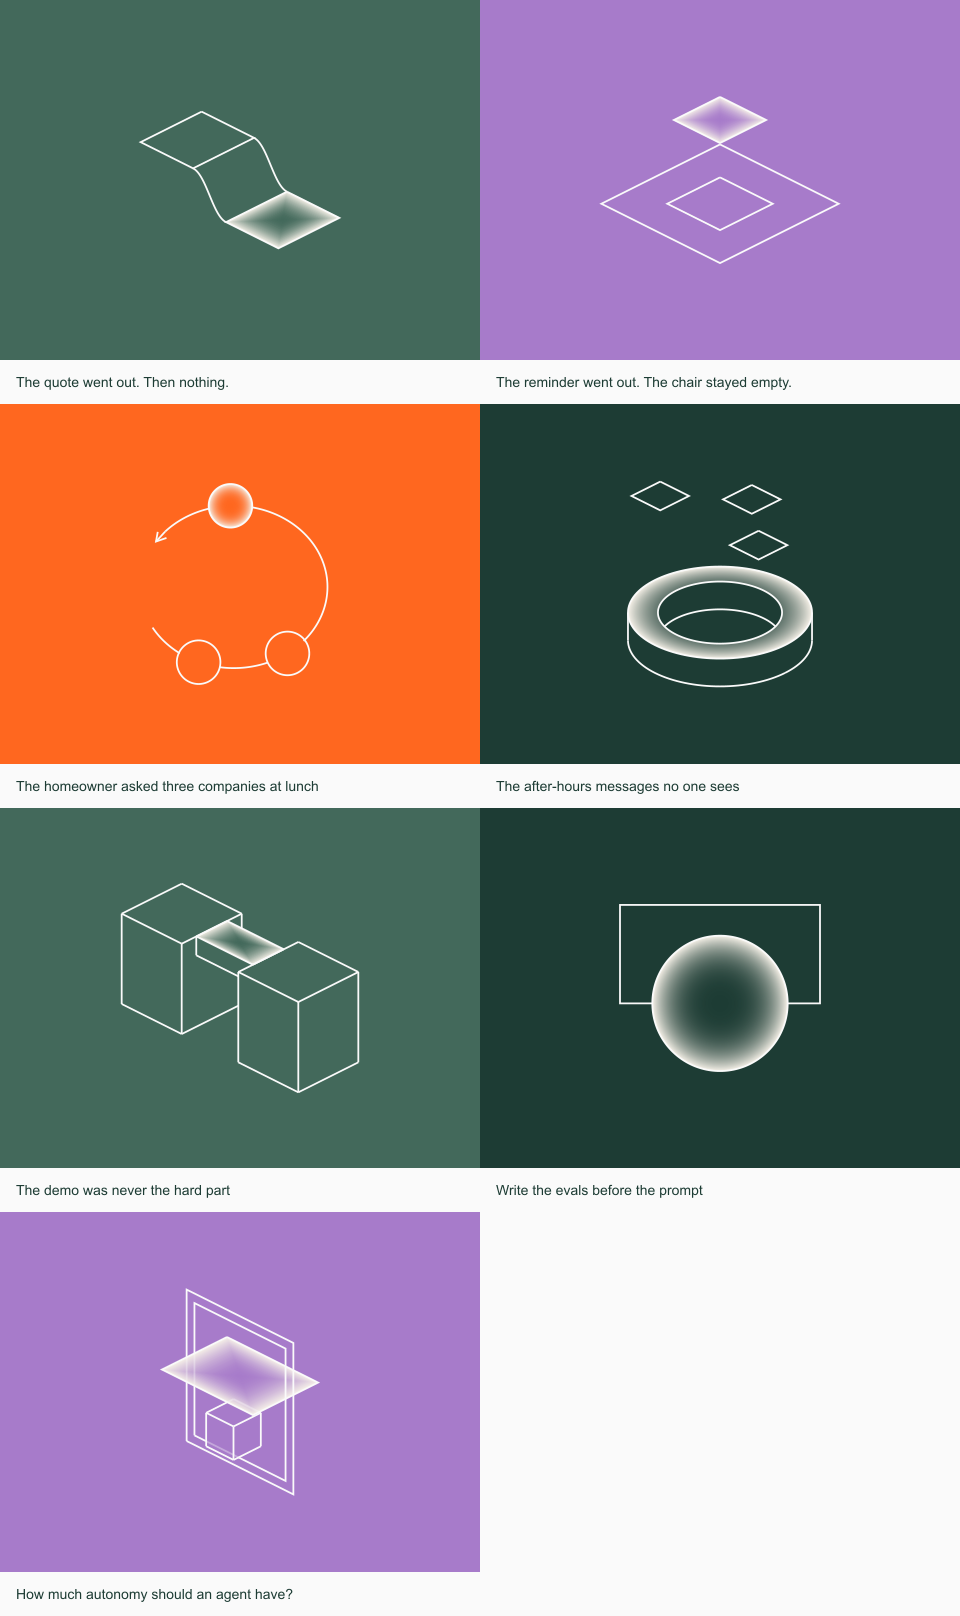 The quote went out. Then nothing.
The reminder went out. The chair stayed empty.
The homeowner asked three companies at lunch
The after-hours messages no one sees
The demo was never the hard part
Write the evals before the prompt
How much autonomy should an agent have?